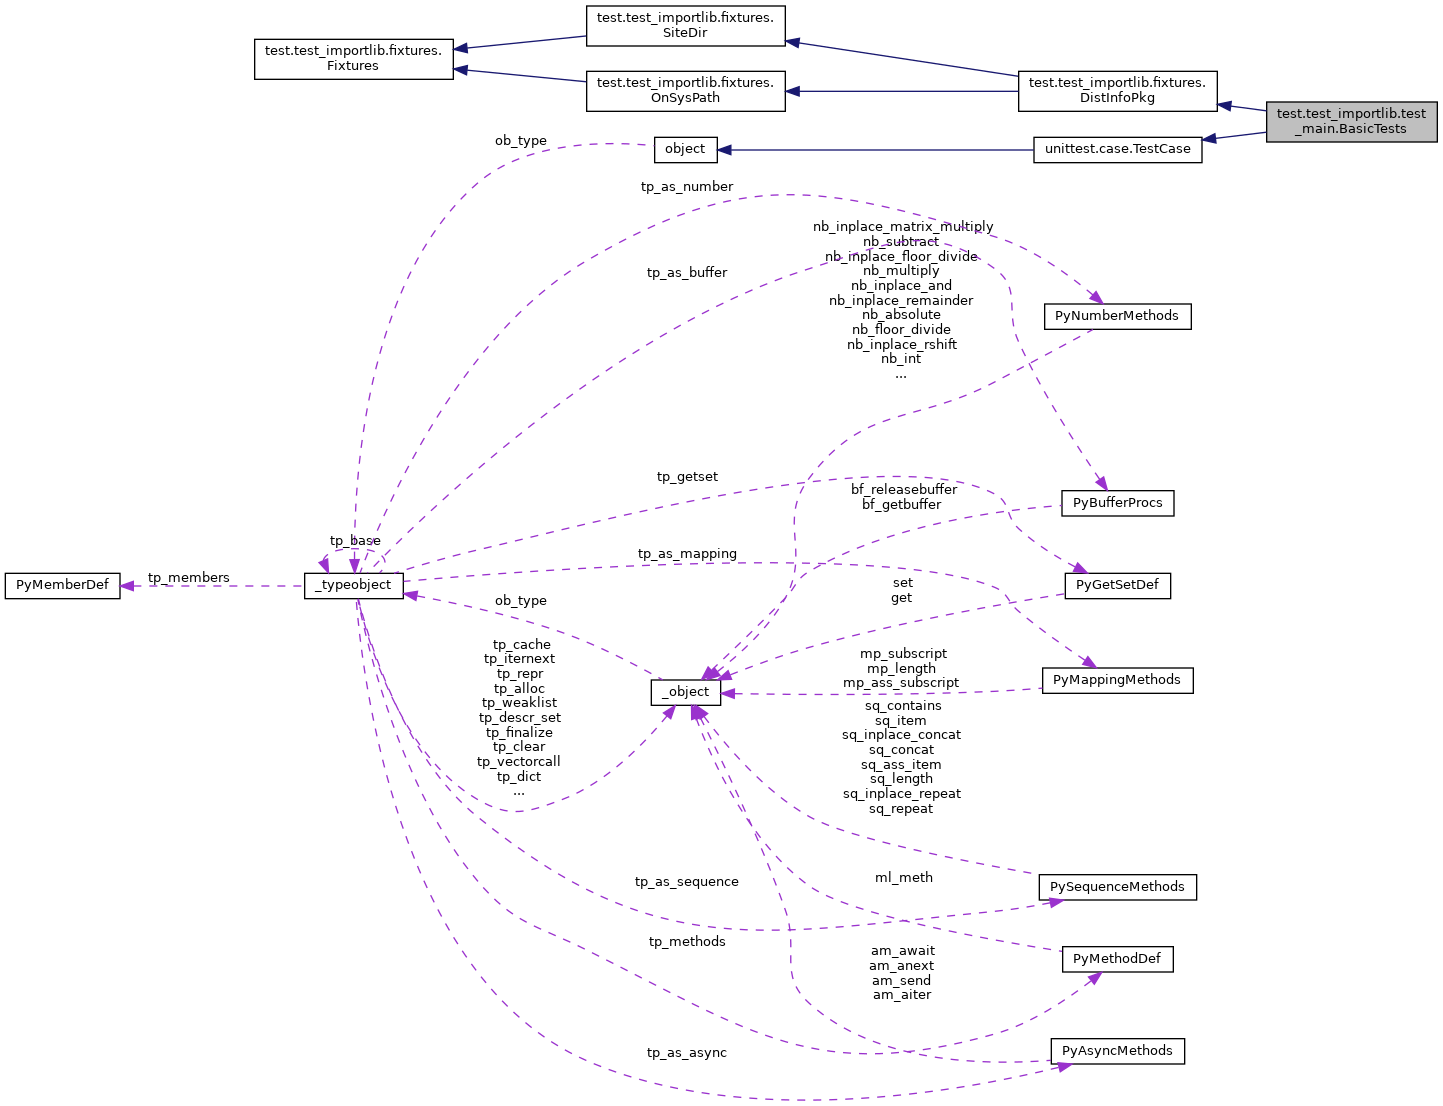 test.test_importlib.fixtures.
SiteDir
test.test_importlib.fixtures.
Fixtures
test.test_importlib.fixtures.
OnSysPath
test.test_importlib.fixtures.
DistInfoPkg
test.test_importlib.test
_main.BasicTests
ob_type
object
unittest.case.TestCase
tp_as_number
nb_inplace_matrix_multiply
nb_subtract
nb_inplace_floor_divide
nb_multiply
nb_inplace_and
nb_inplace_remainder
nb_absolute
nb_floor_divide
nb_inplace_rshift
nb_int
...
tp_as_buffer
PyNumberMethods
tp_getset
bf_releasebuffer
bf_getbuffer
PyBufferProcs
tp_base
tp_as_mapping
PyMemberDef
tp_members
_typeobject
set
get
PyGetSetDef
ob_type
tp_cache
tp_iternext
tp_repr
tp_alloc
tp_weaklist
tp_descr_set
tp_finalize
tp_clear
tp_vectorcall
tp_dict
...
_object
mp_subscript
mp_length
mp_ass_subscript
PyMappingMethods
sq_contains
sq_item
sq_inplace_concat
sq_concat
sq_ass_item
sq_length
sq_inplace_repeat
sq_repeat
tp_as_sequence
ml_meth
PySequenceMethods
tp_methods
am_await
am_anext
am_send
am_aiter
PyMethodDef
tp_as_async
PyAsyncMethods